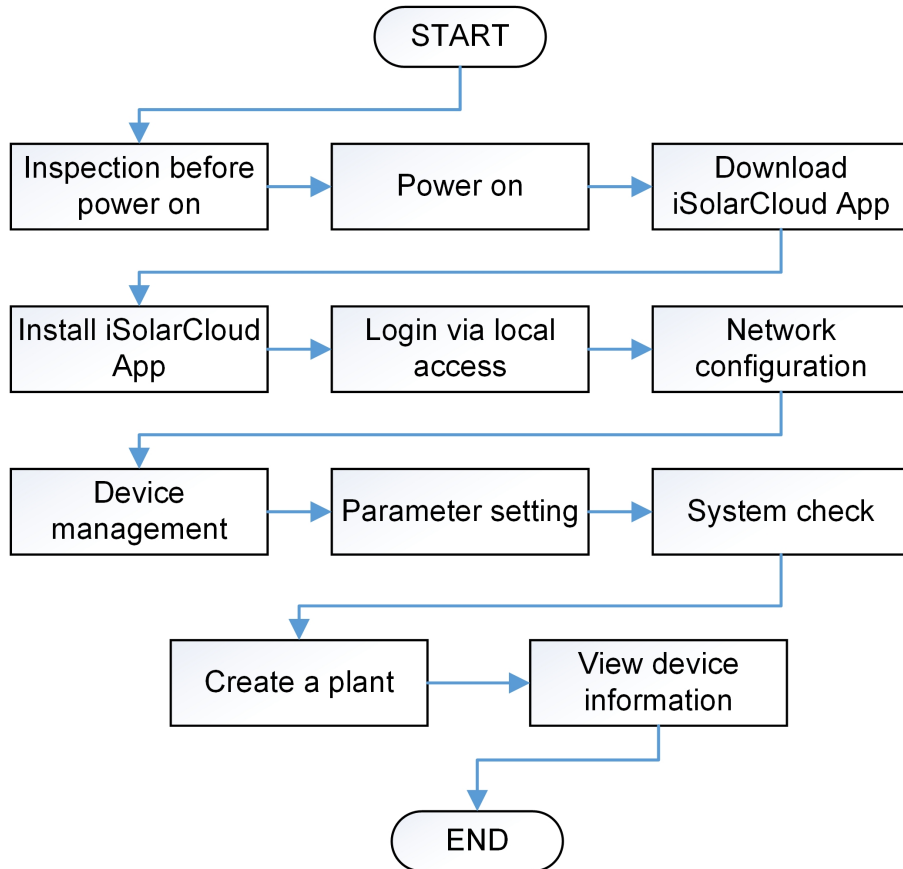 START
Inspection before
power on
Power on
Download
iSolarCloud App
Install iSolarCloud
App
Login via local
access
Network
configuration
Device
management
Parameter setting
System check
Create a plant
View device
information
END